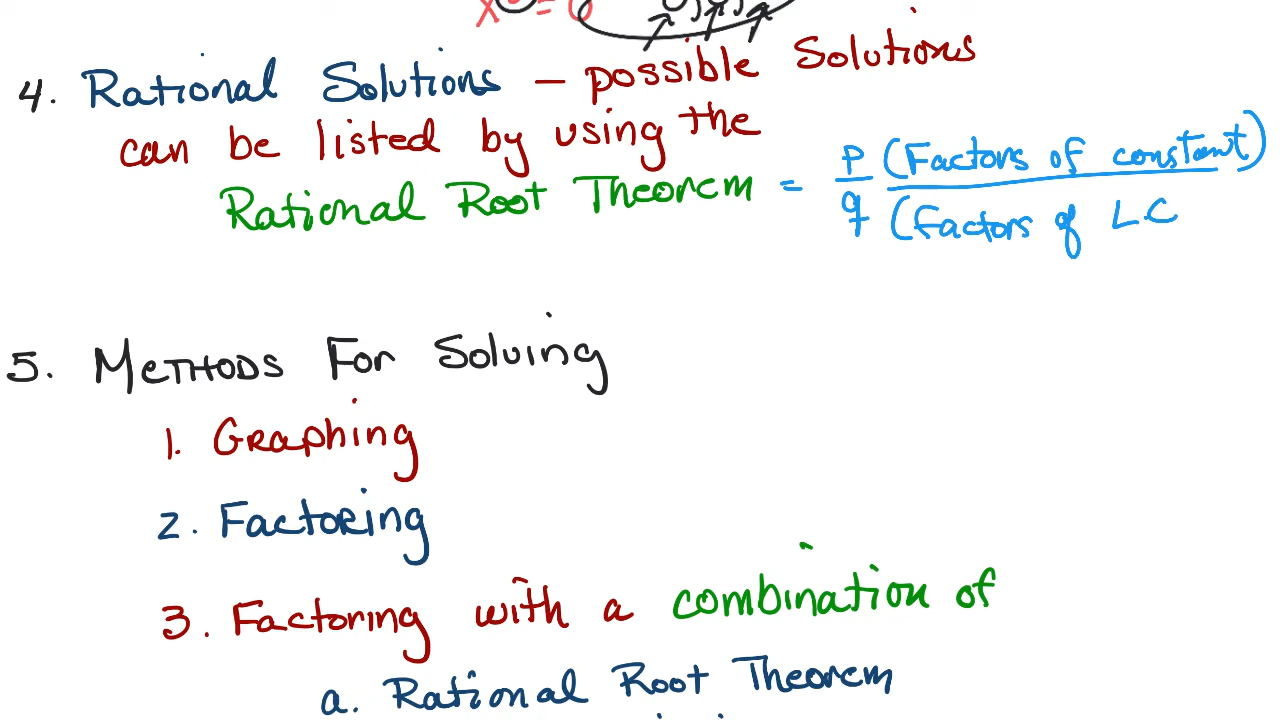 x = 0
4. Rational Solutions - possible Solutions
can be listed by using the
Rational Root Theorem = p/q (Factors of constant) / (factors of LC
5. METHODS FOR Solving
1. Graphing
2. Factoring
3. Factoring with a combination of
a. Rational Root Theorem